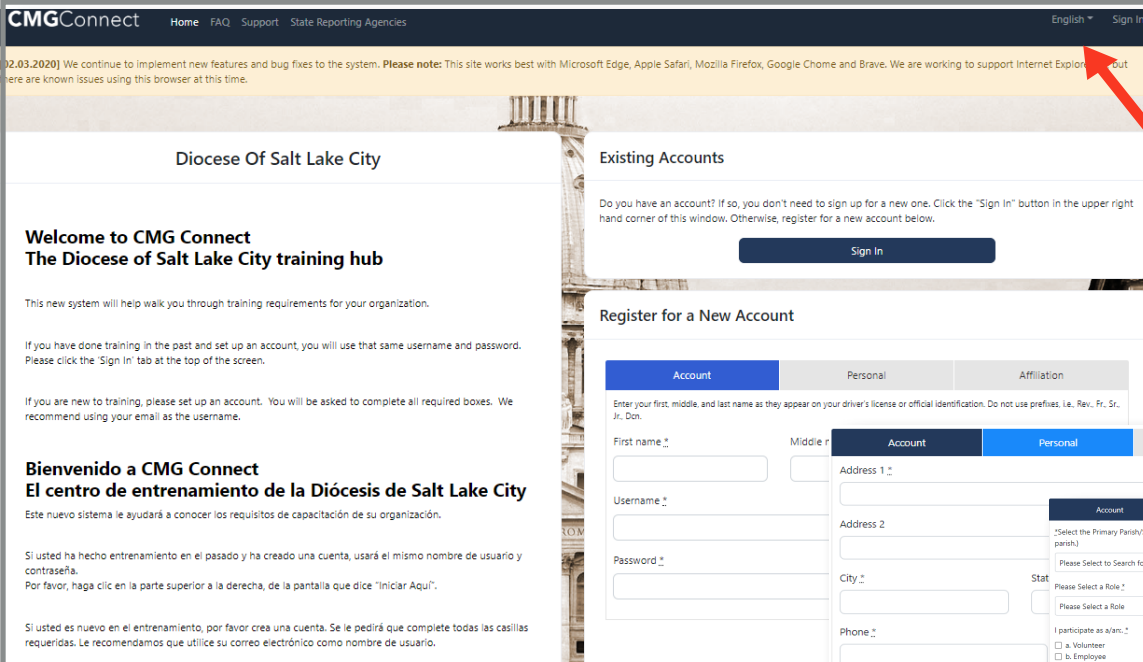 CMGConnect Home FAQ Support State Reporting Agencies English Sign In
02.03.2020] We continue to implement new features and bug fixes to the system. Please note: This site works best with Microsoft Edge, Apple Safari, Mozilla Firefox, Google Chome and Brave. We are working to support Internet but
there are known issues using this browser at this time.
Diocese Of Salt Lake City
Welcome to CMG Connect
The Diocese of Salt Lake City training hub
This new system will help walk you through training requirements for your organization.
If you have done training in the past and set up an account, you will use that same username and password.
Please click the 'Sign In' tab at the top of the screen.
If you are new to training, please set up an account. You will be asked to complete all required boxes. We
recommend using your email as the username.
Bienvenido a CMG Connect
El centro de entrenamiento de la Diócesis de Salt Lake City
Este nuevo sistema le ayudará a conocer los requisitos de capacitación de su organización.
Si usted ha hecho entrenamiento en el pasado y ha creado una cuenta, usará el mismo nombre de usuario y
contraseña.
Por favor, haga clic en la parte superior a la derecha, de la pantalla que dice "Iniciar Aquí".
Si usted es nuevo en el entrenamiento, por favor crea una cuenta. Se le pedirá que complete todas las casillas
requeridas. Le recomendamos que utilice su correo electrónico como nombre de usuario.
Existing Accounts
Do you have an account? If so, you don't need to sign up for a new one. Click the "Sign In" button in the upper right
hand corner of this window. Otherwise, register for a new account below.
Sign In
Register for a New Account
Account Personal Affiliation
Enter your first, middle, and last name as they appear on your driver's license or official identification. Do not use prefixes, i.e., Rev., Fr., Sr.,
Jr., Dcn.
First name * Middle
Username *
Password *
Account Personal
Address 1 *
Address 2
City * Stat
Phone *
Account
*Select the Primary Parish/
parish.)
Please Select to Search fo
Please Select a Role *
Please Select a Role
I participate as a/an:. *
a. Volunteer
b. Employee